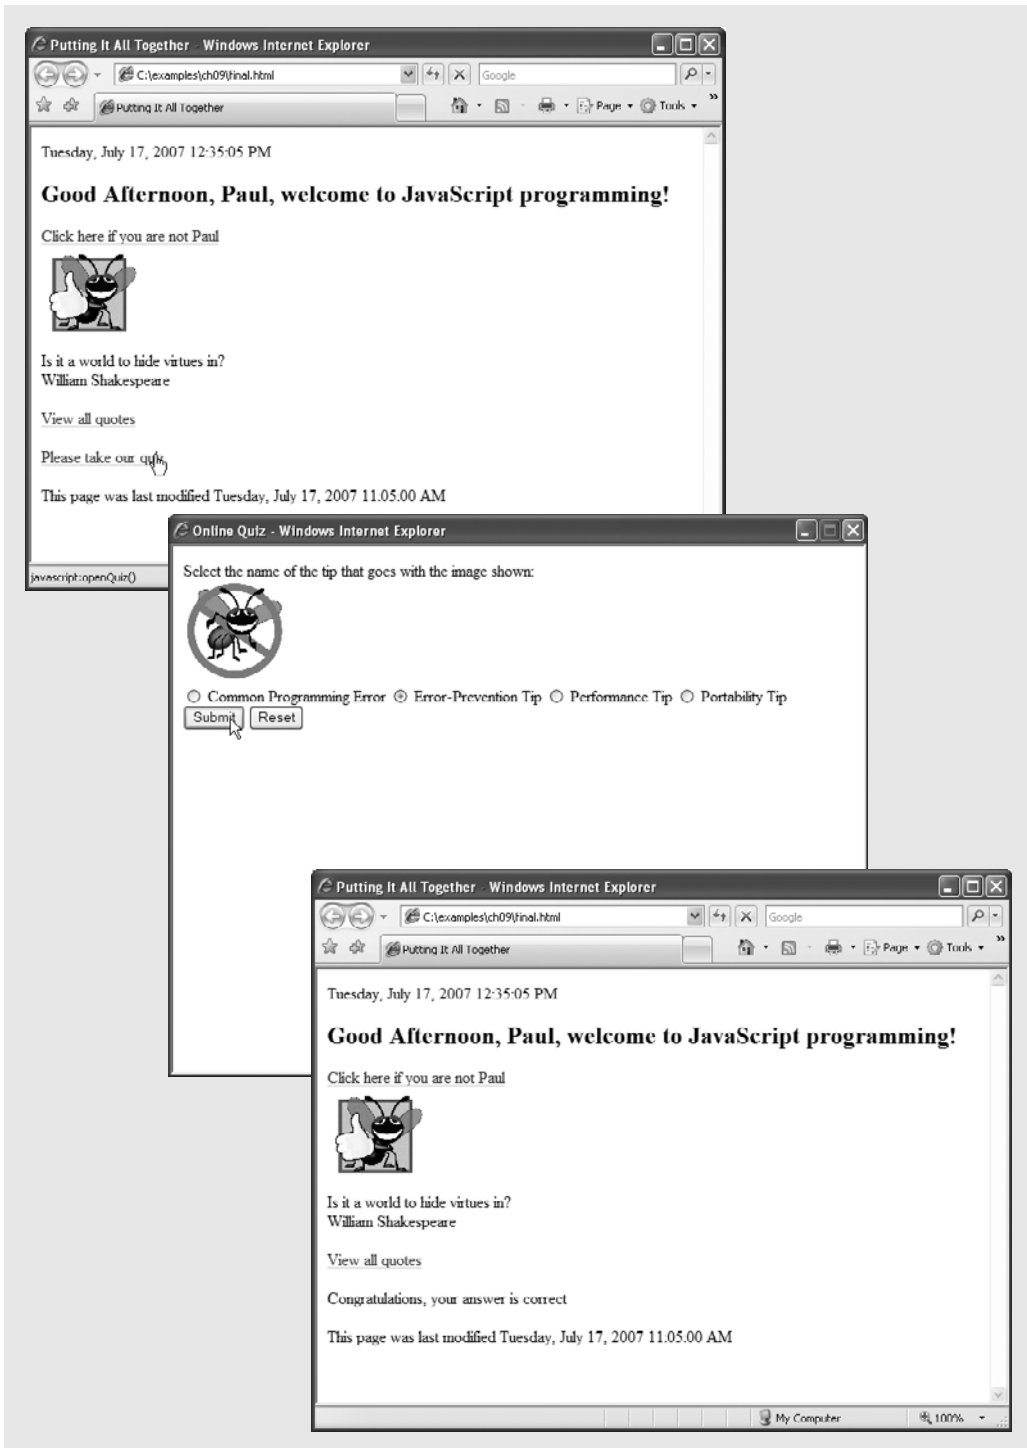 Putting It All Together - Windows Internet Explorer
C:\examples\ch09\final.html
Google
Putting It All Together
Page
Tools
Tuesday, July 17, 2007 12:35:05 PM
Good Afternoon, Paul, welcome to JavaScript programming!
Click here if you are not Paul
Is it a world to hide virtues in?
William Shakespeare
View all quotes
Please take our quiz
This page was last modified Tuesday, July 17, 2007 11:05:00 AM
javascript:openQuiz()
Online Quiz - Windows Internet Explorer
Select the name of the tip that goes with the image shown:
Common Programming Error Error-Prevention Tip Performance Tip Portability Tip
Submit Reset
Putting It All Together - Windows Internet Explorer
C:\examples\ch09\final.html
Google
Putting It All Together
Page
Tools
Tuesday, July 17, 2007 12:35:05 PM
Good Afternoon, Paul, welcome to JavaScript programming!
Click here if you are not Paul
Is it a world to hide virtues in?
William Shakespeare
View all quotes
Congratulations, your answer is correct
This page was last modified Tuesday, July 17, 2007 11:05:00 AM
My Computer
100%